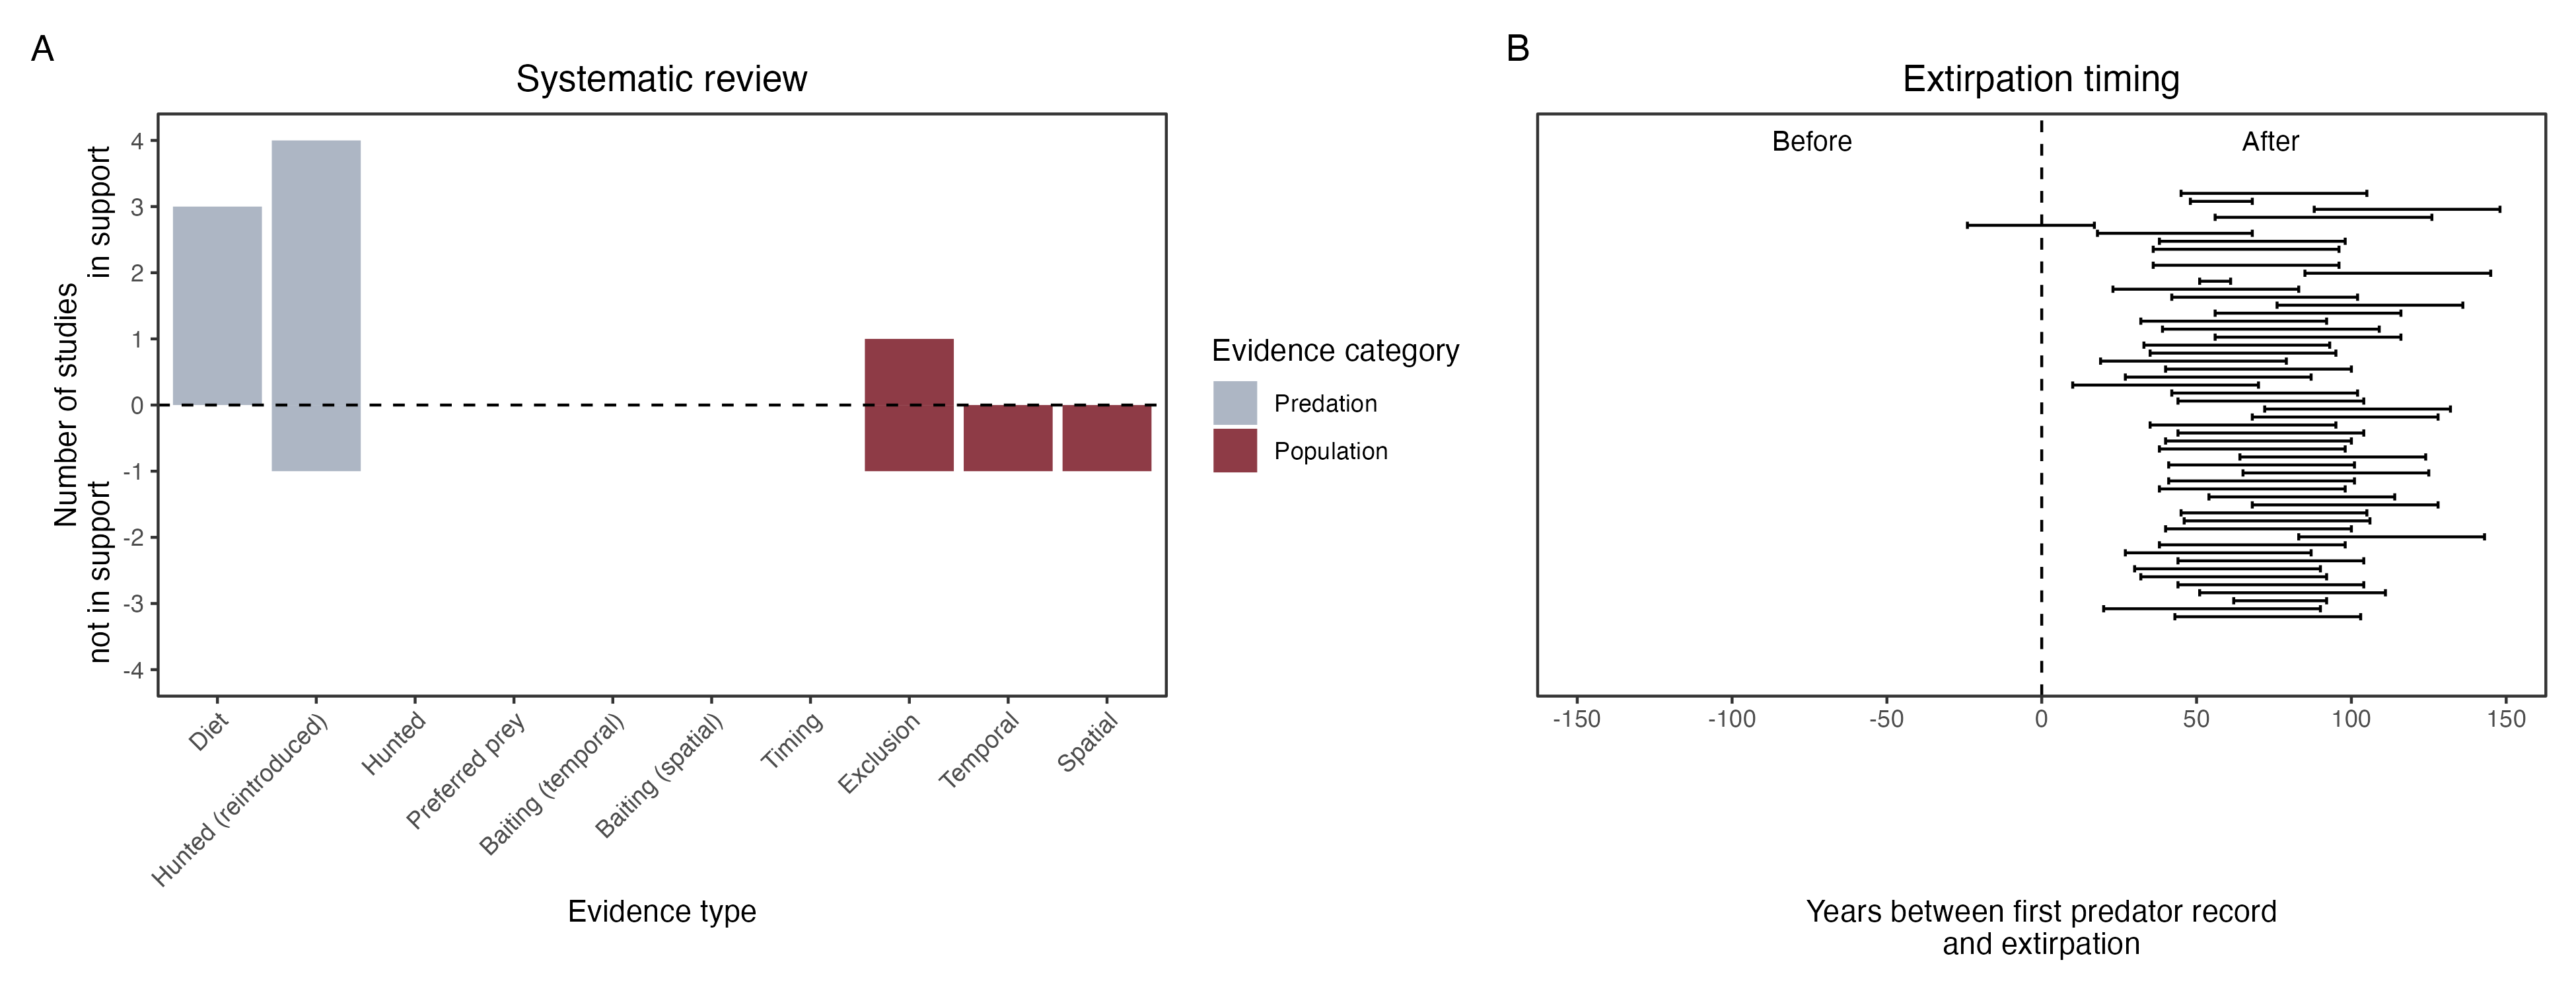 A
Systematic review
Number of studies
not in support
in support
4
3
2
1
0
-1
-2
-3
-4
Diet
Hunted (reintroduced)
Hunted
Preferred prey
Baiting (temporal)
Baiting (spatial)
Timing
Exclusion
Temporal
Spatial
Evidence type
Evidence category
Predation
Population
B
Extirpation timing
Before
After
-150
-100
-50
0
50
100
150
Years between first predator record
and extirpation